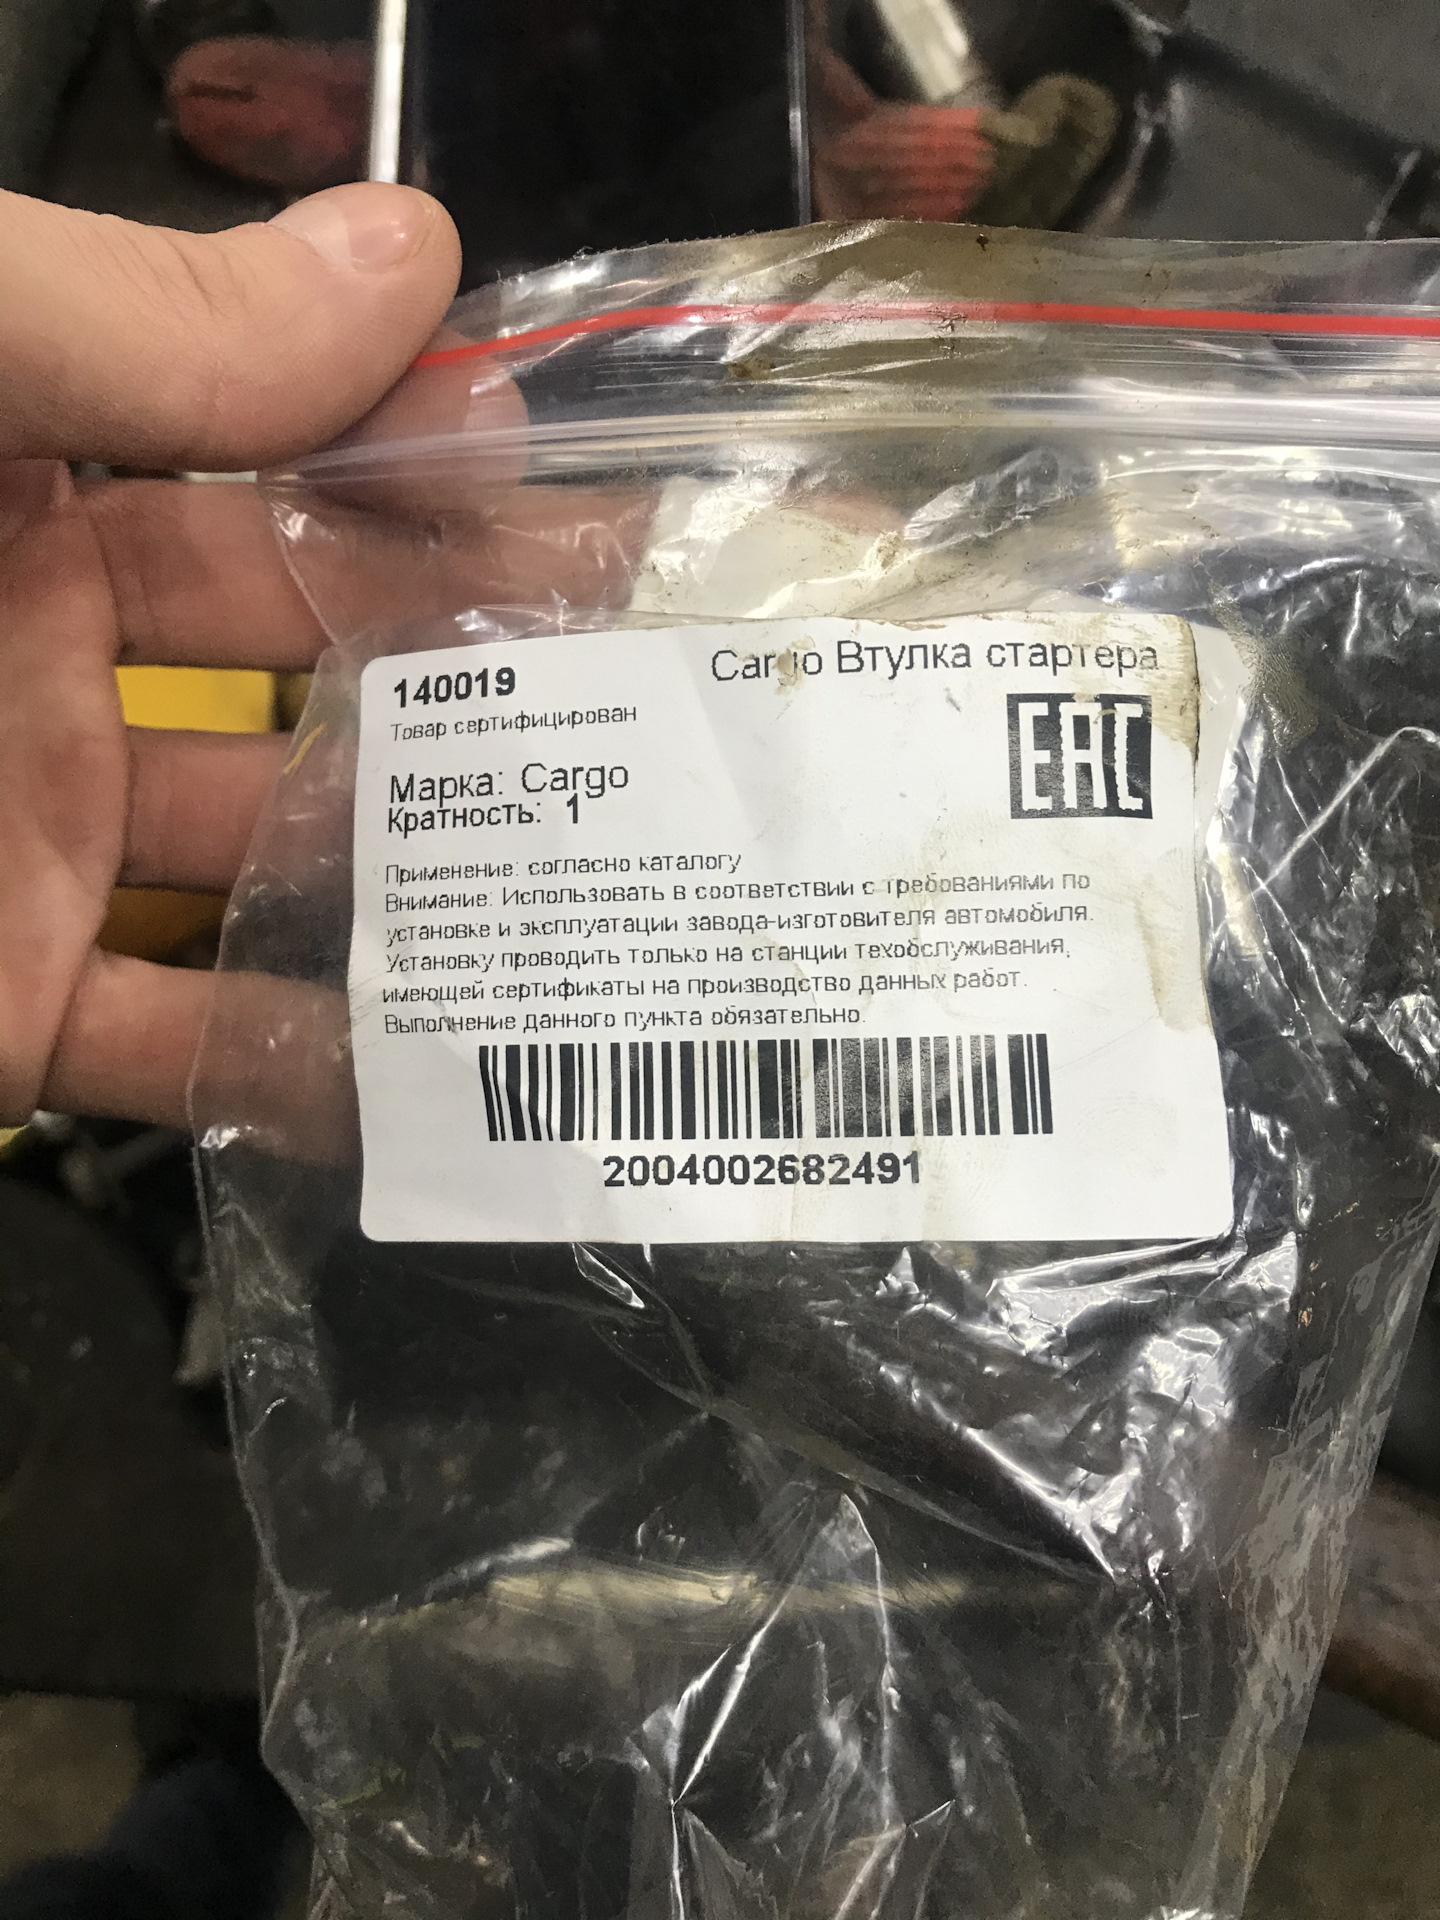 140019
Cargo Втулка стартера
Товар сертифицирован
EAC
Марка: Cargo
Кратность: 1
Применение: согласно каталогу
Внимание: Использовать в соответствии с требованиями по
установке и эксплуатации завода-изготовителя автомобиля.
Установку проводить только на станции техобслуживания,
имеющей сертификаты на производство данных работ.
Выполнение данного пункта обязательно.
2004002682491